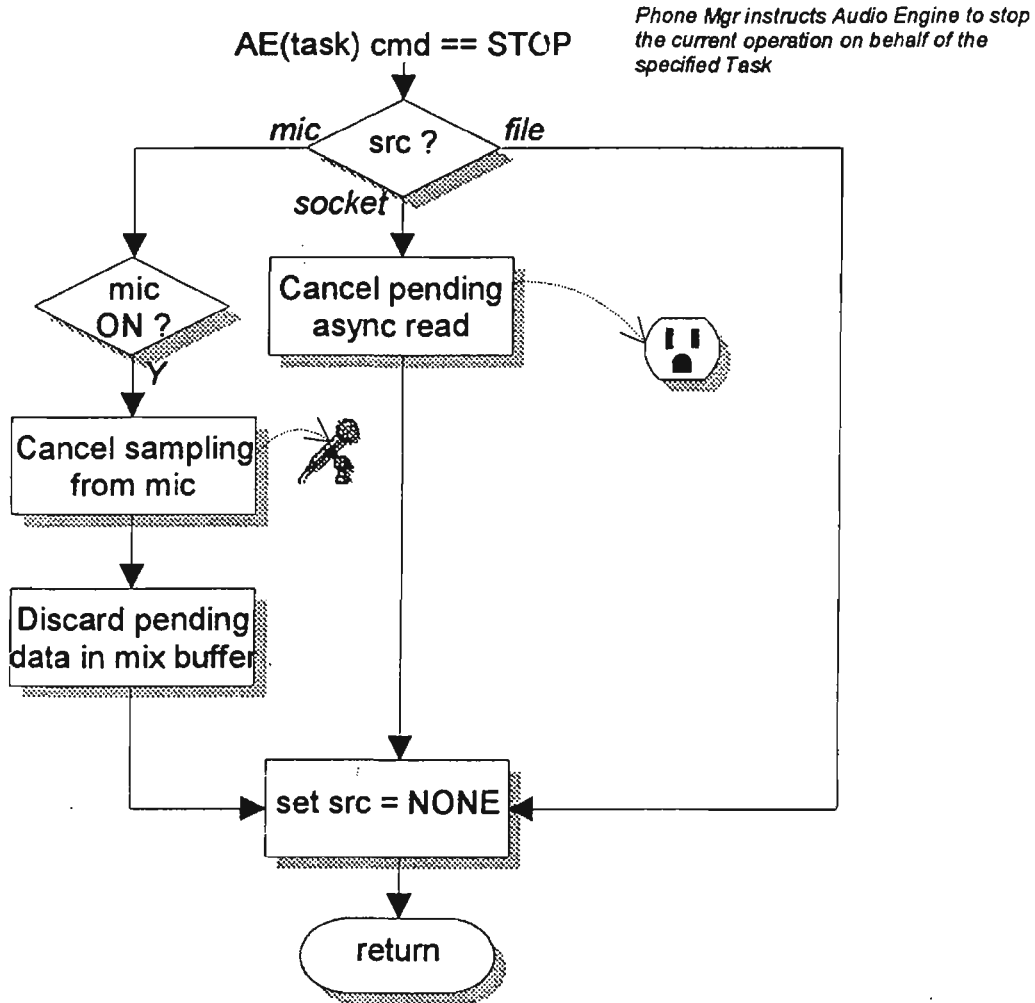 Phone Mgr instructs Audio Engine to stop
the current operation on behalf of the
specified Task
AE(task) cmd == STOP
mic
src ?
file
socket
mic
ON ?
Y
Cancel pending
async read
Cancel sampling
from mic
Discard pending
data in mix buffer
set src = NONE
return